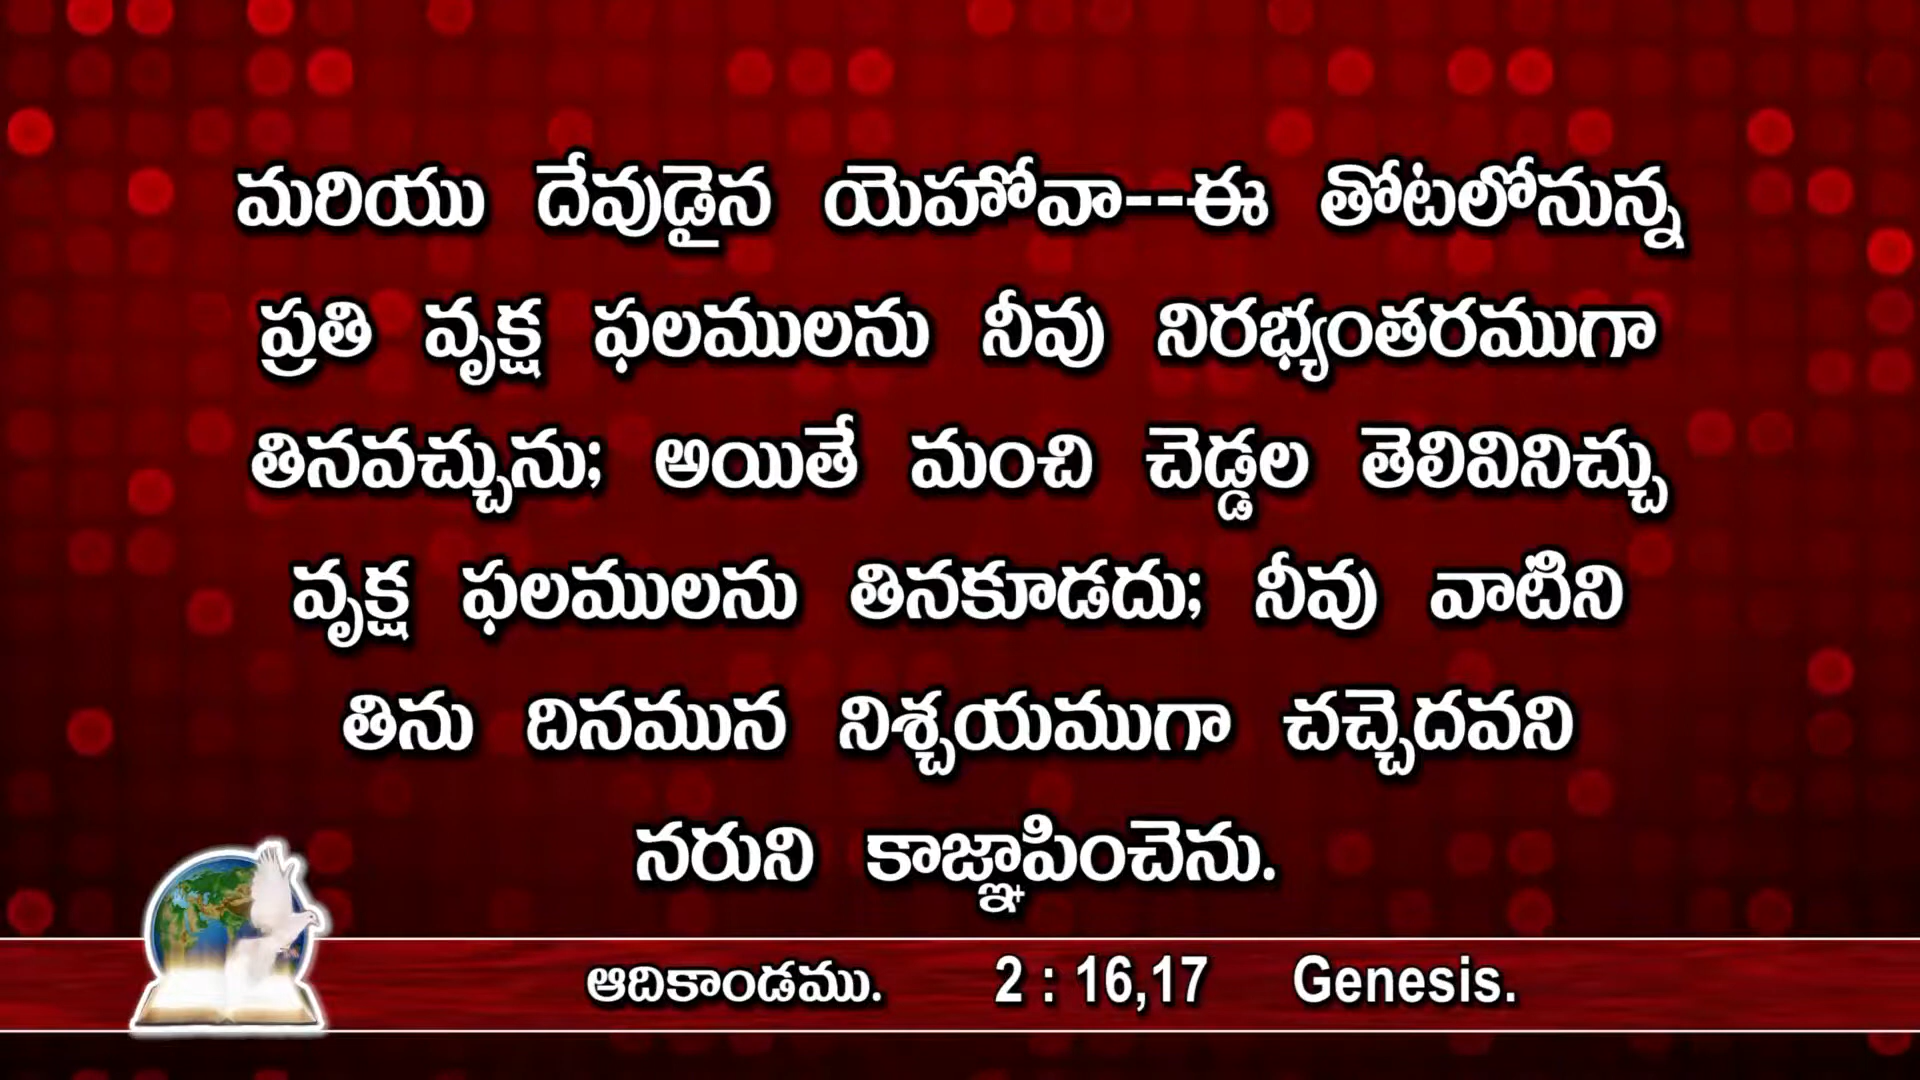 మరియు దేవుడైన యెహోవా--ఈ తోటలోనున్న
ప్రతి వృక్ష ఫలములను నీవు నిరభ్యంతరముగా
తినవచ్చును; అయితే మంచి చెడ్డల తెలివినిచ్చు
వృక్ష ఫలములను తినకూడదు; నీవు వాటిని
తిను దినమున నిశ్చయముగా చచ్చెదవని
నరుని కాజ్ఞాపించెను.
ఆదికాండము. 2 : 16,17 Genesis.